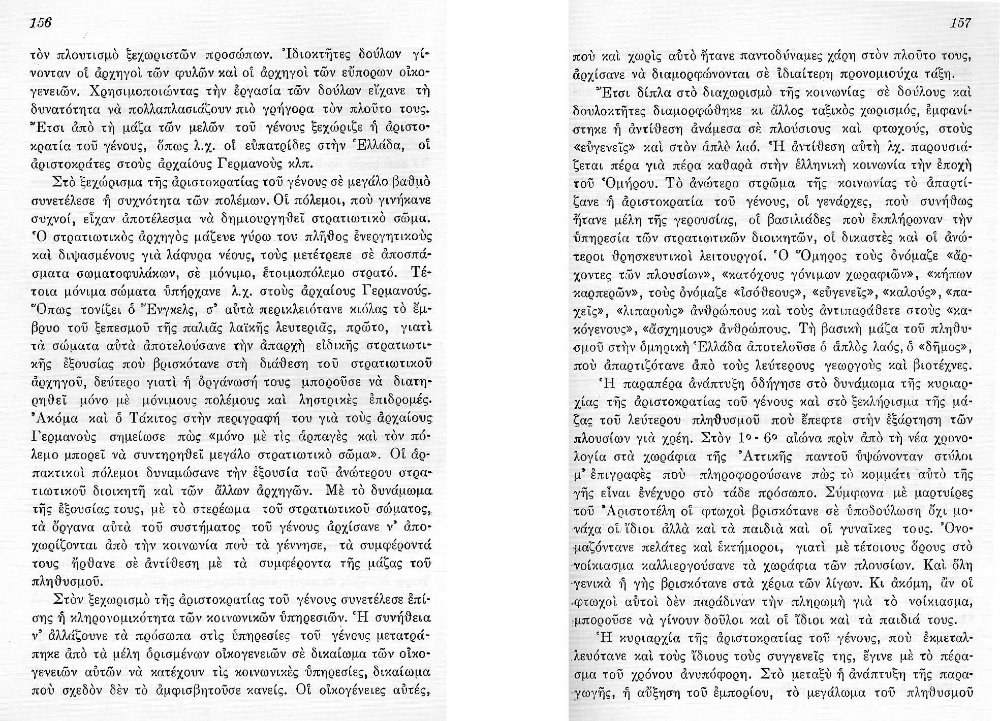 156
τὸν πλουτισμὸ ξεχωριστῶν προσώπων. Ἰδιοκτῆτες δούλων γί-
νονταν οἱ ἀρχηγοὶ τῶν φυλῶν καὶ οἱ ἀρχηγοὶ τῶν εὔπορων οἰκο-
γενειῶν. Χρησιμοποιώντας τὴν ἐργασία τῶν δούλων εἴχανε τὴ
δυνατότητα νὰ πολλαπλασιάζουν πιὸ γρήγορα τὸν πλοῦτο τους.
Ἔτσι ἀπὸ τὴ μάζα τῶν μελῶν τοῦ γένους ξεχώριζε ἡ ἀριστο-
κρατία τοῦ γένους, ὅπως λ.χ. οἱ εὐπατρίδες στὴν Ἑλλάδα, οἱ
ἀριστοκράτες στοὺς ἀρχαίους Γερμανοὺς κλπ.
Στὸ ξεχώρισμα τῆς ἀριστοκρατίας τοῦ γένους σὲ μεγάλο βαθμὸ
συνετέλεσε ἡ συχνότητα τῶν πολέμων. Οἱ πόλεμοι, ποὺ γινήκανε
συχνοί, εἶχαν ἀποτέλεσμα νὰ δημιουργηθεῖ στρατιωτικὸ σῶμα.
Ὁ στρατιωτικὸς ἀρχηγὸς μάζευε γύρω του πλῆθος ἐνεργητικοὺς
καὶ διψασμένους γιὰ λάφυρα νέους, τοὺς μετέτρεπε σὲ ἀποσπά-
σματα σωματοφυλάκων, σὲ μόνιμο, ἑτοιμοπόλεμο στρατό. Τέ-
τοια μόνιμα σώματα ὑπήρχανε λ.χ. στοὺς ἀρχαίους Γερμανούς.
Ὅπως τονίζει ὁ Ἔνγκελς, σ' αὐτὰ περικλειότανε κιόλας τὸ ἔμ-
βρυο τοῦ ξεπεσμοῦ τῆς παλιᾶς λαϊκῆς λευτεριᾶς, πρῶτο, γιατὶ
τὰ σώματα αὐτὰ ἀποτελούσανε τὴν ἀπαρχὴ εἰδικῆς στρατιωτι-
κῆς ἐξουσίας ποὺ βρισκότανε στὴ διάθεση τοῦ στρατιωτικοῦ
ἀρχηγοῦ, δεύτερο γιατὶ ἡ ὀργάνωσή τους μποροῦσε νὰ διατη-
ρηθεῖ μόνο μὲ μόνιμους πολέμους καὶ ληστρικὲς ἐπιδρομές.
Ἀκόμα καὶ ὁ Τάκιτος στὴν περιγραφή του γιὰ τοὺς ἀρχαίους
Γερμανοὺς σημείωσε πὼς «μόνο μὲ τὶς ἁρπαγὲς καὶ τὸν πό-
λεμο μπορεῖ νὰ συντηρηθεῖ μεγάλο στρατιωτικὸ σῶμα». Οἱ ἁρ-
πακτικοὶ πόλεμοι δυναμώσανε τὴν ἐξουσία τοῦ ἀνώτερου στρα-
τιωτικοῦ διοικητῆ καὶ τῶν ἄλλων ἀρχηγῶν. Μὲ τὸ δυνάμωμα
τῆς ἐξουσίας τους, μὲ τὸ στερέωμα τοῦ στρατιωτικοῦ σώματος,
τὰ ὄργανα αὐτὰ τοῦ συστήματος τοῦ γένους ἀρχίσανε ν' ἀπο-
χωρίζονται ἀπὸ τὴν κοινωνία ποὺ τὰ γέννησε, τὰ συμφέροντά
τους ἤρθανε σὲ ἀντίθεση μὲ τὰ συμφέροντα τῆς μάζας τοῦ
πληθυσμοῦ.
Στὸν ξεχωρισμὸ τῆς ἀριστοκρατίας τοῦ γένους συνετέλεσε ἐπί-
σης ἡ κληρονομικότητα τῶν κοινωνικῶν ὑπηρεσιῶν. Ἡ συνήθεια
ν' ἀλλάζουνε τὰ πρόσωπα στὶς ὑπηρεσίες τοῦ γένους μετατρά-
πηκε ἀπὸ τὰ μέλη ὁρισμένων οἰκογενειῶν σὲ δικαίωμα τῶν οἰκο-
γενειῶν αὐτῶν νὰ κατέχουν τὶς κοινωνικὲς ὑπηρεσίες, δικαίωμα
ποὺ σχεδὸν δὲν τὸ ἀμφισβητοῦσε κανείς. Οἱ οἰκογένειες αὐτές,
157
ποὺ καὶ χωρὶς αὐτὸ ἤτανε παντοδύναμες χάρη στὸν πλοῦτο τους,
ἀρχίσανε νὰ διαμορφώνονται σὲ ἰδιαίτερη προνομιούχα τάξη.
Ἔτσι δίπλα στὸ διαχωρισμὸ τῆς κοινωνίας σὲ δούλους καὶ
δουλοκτῆτες διαμορφώθηκε κι ἄλλος ταξικὸς χωρισμός, ἐμφανί-
στηκε ἡ ἀντίθεση ἀνάμεσα σὲ πλούσιους καὶ φτωχούς, στοὺς
«εὐγενεῖς» καὶ στὸν ἁπλὸ λαό. Ἡ ἀντίθεση αὐτὴ λχ. παρουσιά-
ζεται πέρα γιὰ πέρα καθαρὰ στὴν ἑλληνικὴ κοινωνία τὴν ἐποχὴ
τοῦ Ὁμήρου. Τὸ ἀνώτερο στρῶμα τῆς κοινωνίας τὸ ἀπαρτί-
ζανε ἡ ἀριστοκρατία τοῦ γένους, οἱ γενάρχες, ποὺ συνήθως
ἤτανε μέλη τῆς γερουσίας, οἱ βασιλιάδες ποὺ ἐκπλήρωναν τὴν
ὑπηρεσία τῶν στρατιωτικῶν διοικητῶν, οἱ δικαστὲς καὶ οἱ ἀνώ-
τεροι θρησκευτικοὶ λειτουργοί. Ὁ Ὅμηρος τοὺς ὀνόμαζε «ἄρ-
χοντες τῶν πλουσίων», «κατόχους γόνιμων χωραφιῶν», «κήπων
καρπερῶν», τοὺς ὀνόμαζε «ἰσόθεους», «εὐγενεῖς», «καλούς», «πα-
χεῖς», «λιπαροὺς» ἀνθρώπους καὶ τοὺς ἀντιπαράθετε στοὺς «κα-
κόγενους», «ἄσχημους» ἀνθρώπους. Τὴ βασικὴ μάζα τοῦ πληθυ-
σμοῦ στὴν ὁμηρικὴ Ἑλλάδα ἀποτελοῦσε ὁ ἁπλὸς λαός, ὁ «δῆμος»,
ποὺ ἀπαρτιζότανε ἀπὸ τοὺς λεύτερους γεωργοὺς καὶ βιοτέχνες.
Ἡ παραπέρα ἀνάπτυξη ὁδήγησε στὸ δυνάμωμα τῆς κυριαρ-
χίας τῆς ἀριστοκρατίας τοῦ γένους καὶ στὸ ξεκλήρισμα τῆς μά-
ζας τοῦ λεύτερου πληθυσμοῦ ποὺ ἔπεφτε στὴν ἐξάρτηση τῶν
πλουσίων γιὰ χρέη. Στὸν 1ο - 6ο αἰώνα πρὶν ἀπὸ τὴ νέα χρονο-
λογία στὰ χωράφια τῆς Ἀττικῆς παντοῦ ὑψώνονταν στύλοι
μ' ἐπιγραφὲς ποὺ πληροφορούσανε πὼς τὸ κομμάτι αὐτὸ τῆς
γῆς εἶναι ἐνέχυρο στὸ τάδε πρόσωπο. Σύμφωνα μὲ μαρτυίρες
τοῦ Ἀριστοτέλη οἱ φτωχοὶ βρισκότανε σὲ ὑποδούλωση ὄχι μο-
νάχα οἱ ἴδιοι ἀλλὰ καὶ τὰ παιδιὰ καὶ οἱ γυναῖκες τους. Ὀνο-
μαζόντανε πελάτες καὶ ἑκτήμοροι, γιατὶ μὲ τέτοιους ὅρους στὸ
νοίκιασμα καλλιεργούσανε τὰ χωράφια τῶν πλουσίων. Καὶ ὅλη
γενικὰ ἡ γῆς βρισκότανε στὰ χέρια τῶν λίγων. Κι ἀκόμη, ἂν οἱ
φτωχοὶ αὐτοὶ δὲν παράδιναν τὴν πληρωμὴ γιὰ τὸ νοίκιασμα,
μποροῦσε νὰ γίνουν δοῦλοι καὶ οἱ ἴδιοι καὶ τὰ παιδιά τους.
Ἡ κυριαρχία τῆς ἀριστοκρατίας τοῦ γένους, ποὺ ἐκμεταλ-
λευότανε καὶ τοὺς ἴδιους τοὺς συγγενεῖς της, ἔγινε μὲ τὸ πέρα-
σμα τοῦ χρόνου ἀνυπόφορη. Στὸ μεταξὺ ἡ ἀνάπτυξη τῆς παρα-
γωγῆς, ἡ αὔξηση τοῦ ἐμπορίου, τὸ μεγάλωμα τοῦ πληθυσμοῦ